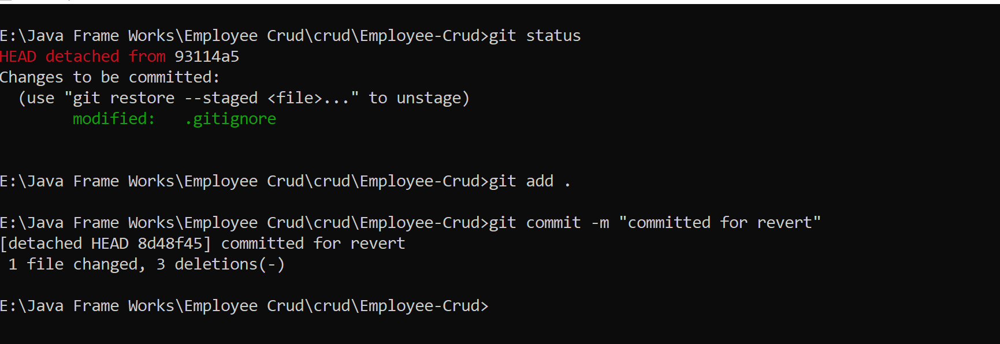 E:\Java Frame Works\Employee Crud\crud\Employee-Crud>git status
HEAD detached from 93114a5
Changes to be committed:
  (use "git restore --staged <file>..." to unstage)
        modified:   .gitignore
E:\Java Frame Works\Employee Crud\crud\Employee-Crud>git add .
E:\Java Frame Works\Employee Crud\crud\Employee-Crud>git commit -m "committed for revert"
[detached HEAD 8d48f45] committed for revert
 1 file changed, 3 deletions(-)
E:\Java Frame Works\Employee Crud\crud\Employee-Crud>